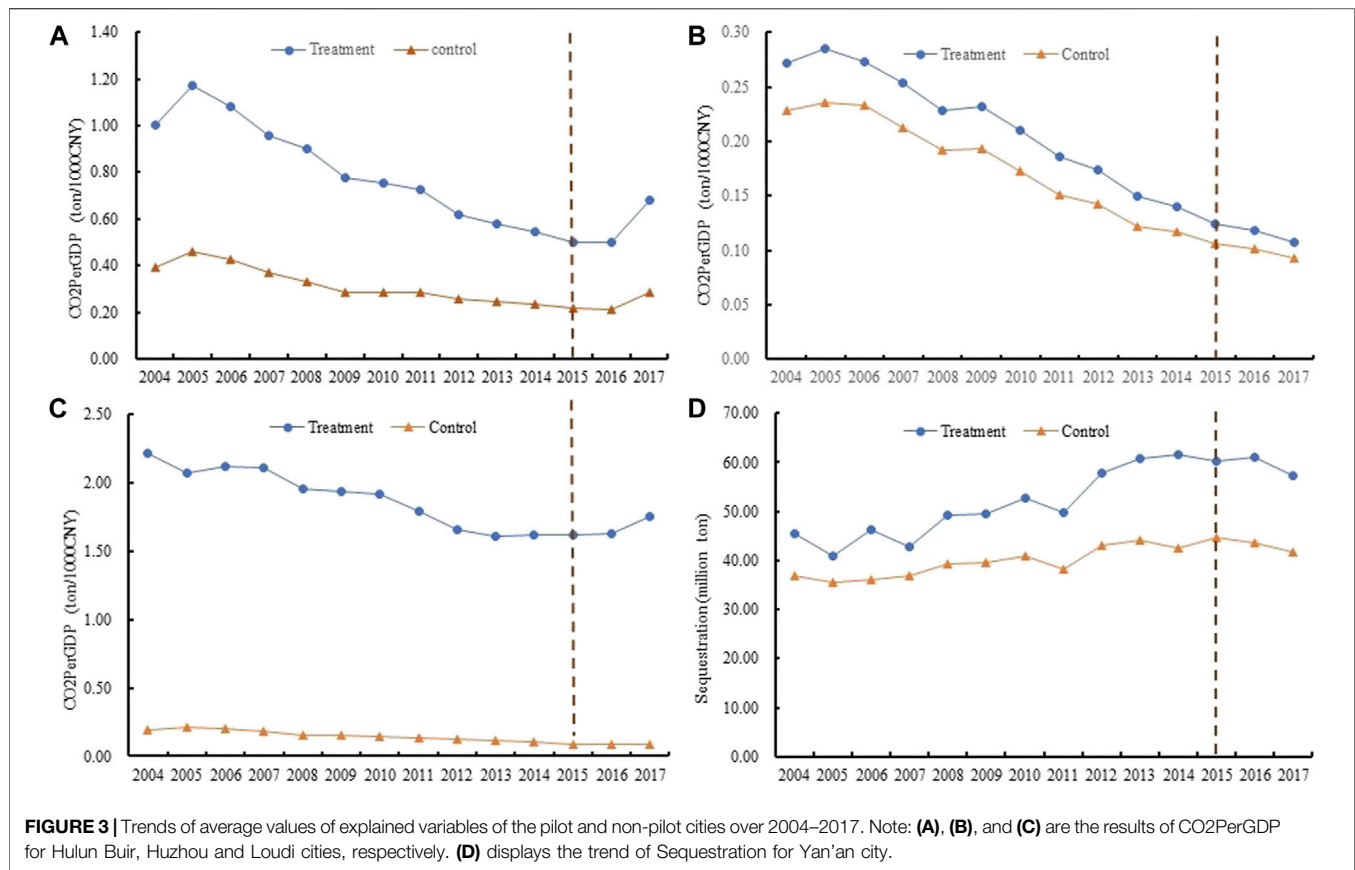 A
1.40
Treatment control
1.20
1.00
0.80
0.60
0.40
0.20
0.00
CO2PerGDP (ton/1000CNY)
2004 2005 2006 2007 2008 2009 2010 2011 2012 2013 2014 2015 2016 2017
B
0.30
Treatment Control
0.25
0.20
0.15
0.10
0.05
0.00
CO2PerGDP (ton/1000CNY)
2004 2005 2006 2007 2008 2009 2010 2011 2012 2013 2014 2015 2016 2017
C
2.50
Treatment Control
2.00
1.50
1.00
0.50
0.00
CO2PerGDP (ton/1000CNY)
2004 2005 2006 2007 2008 2009 2010 2011 2012 2013 2014 2015 2016 2017
D
70.00
Treatment Control
60.00
50.00
40.00
30.00
20.00
10.00
0.00
Sequestration(million ton)
2004 2005 2006 2007 2008 2009 2010 2011 2012 2013 2014 2015 2016 2017
FIGURE 3 | Trends of average values of explained variables of the pilot and non-pilot cities over 2004–2017. Note: (A), (B), and (C) are the results of CO2PerGDP
for Hulun Buir, Huzhou and Loudi cities, respectively. (D) displays the trend of Sequestration for Yan’an city.